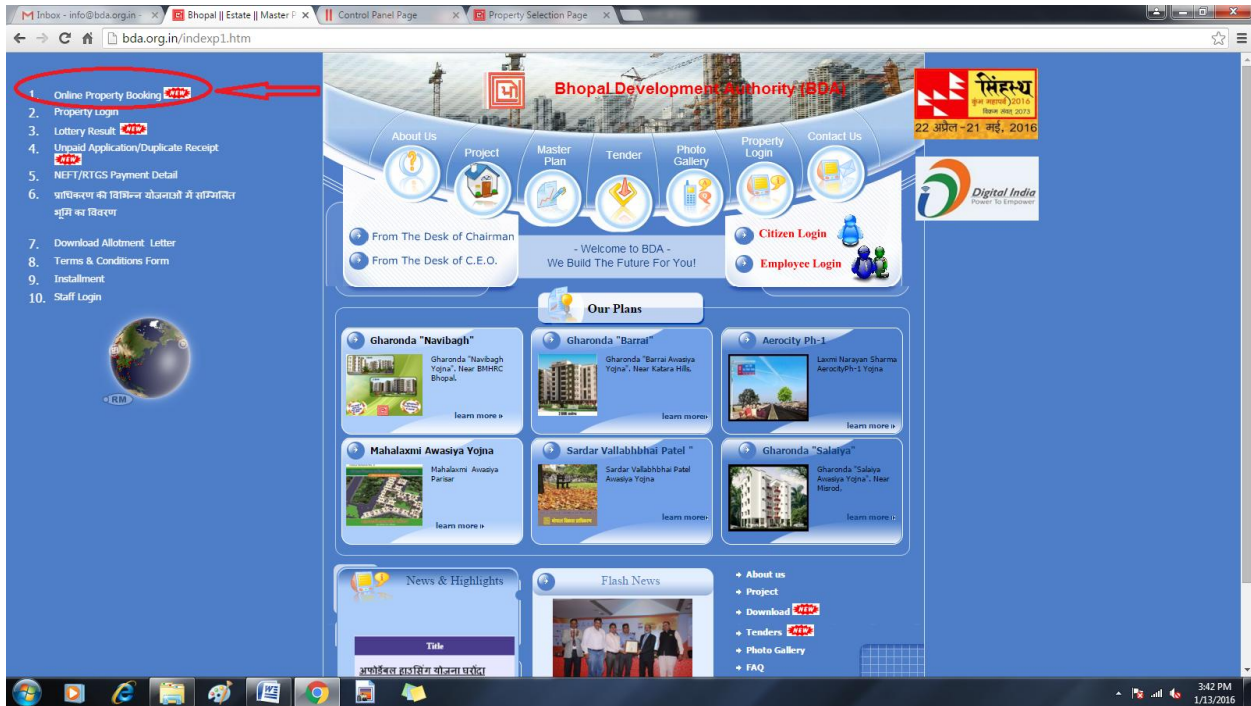 Inbox - info@bda.org.in -
Bhopal || Estate || Master P
Control Panel Page
Property Selection Page
bda.org.in/indexp1.htm
1. Online Property Booking NEW
2. Property Login
3. Lottery Result NEW
4. Unpaid Application/Duplicate Receipt
NEW
5. NEFT/RTGS Payment Detail
6. प्राधिकरण की विभिन्न योजनाओं में सम्मिलित
भूमि का विवरण
7. Download Allotment Letter
8. Terms & Conditions Form
9. Installment
10. Staff Login
RM
Bhopal Development Authority (BDA)
About Us
Project
Master
Plan
Tender
Photo
Gallery
Property
Login
Contact Us
From The Desk of Chairman
From The Desk of C.E.O.
- Welcome to BDA -
We Build The Future For You!
Citizen Login
Employee Login
सिंहस्थ
2016
22 अप्रैल-21 मई, 2016
Digital India
Power To Empower
Our Plans
Gharonda "Navibagh"
Gharonda "Navibagh
Yojna". Near BMHRC
Bhopal.
learn more »
Gharonda "Barrai"
Gharonda "Barrai Awasiya
Yojna". Near Katara Hills.
learn more»
Aerocity Ph-1
Laxmi Narayan Sharma
AerocityPh-1 Yojna
learn more »
Mahalaxmi Awasiya Yojna
Mahalaxmi Awasiya
Parisar
learn more »
Sardar Vallabhbhai Patel "
Sardar Vallabhbhai Patel
Awasiya Yojna
learn more»
Gharonda "Salaiya"
Gharonda "Salaiya
Awasiya Yojna". Near
Misrod.
learn more »
News & Highlights
Title
अफोर्डेबल हाउसिंग योजना घरोंदा
Flash News
About us
Project
Download NEW
Tenders NEW
Photo Gallery
FAQ
3:42 PM
1/13/2016